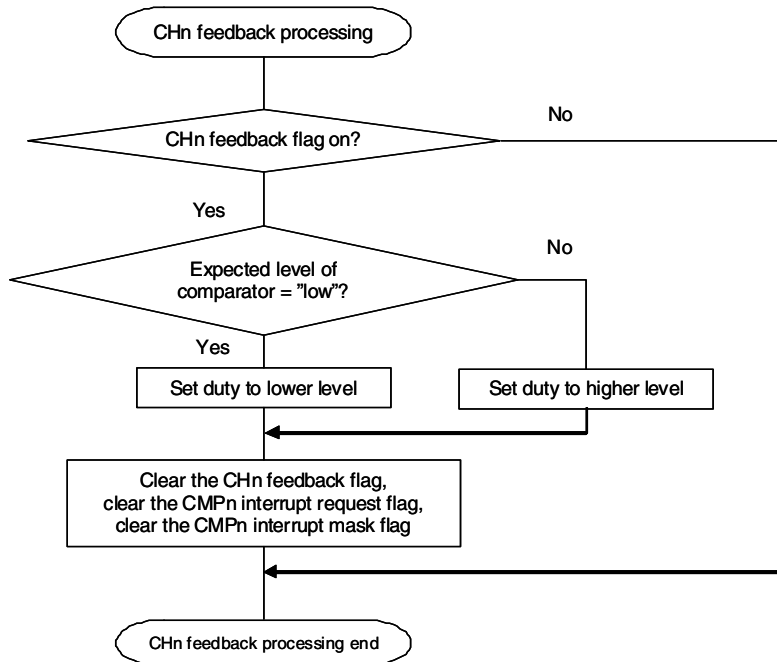 CHn feedback processing
CHn feedback flag on?
No
Yes
Expected level of
comparator = ”low”?
No
Yes
Set duty to lower level
Set duty to higher level
Clear the CHn feedback flag,
clear the CMPn interrupt request flag,
clear the CMPn interrupt mask flag
CHn feedback processing end